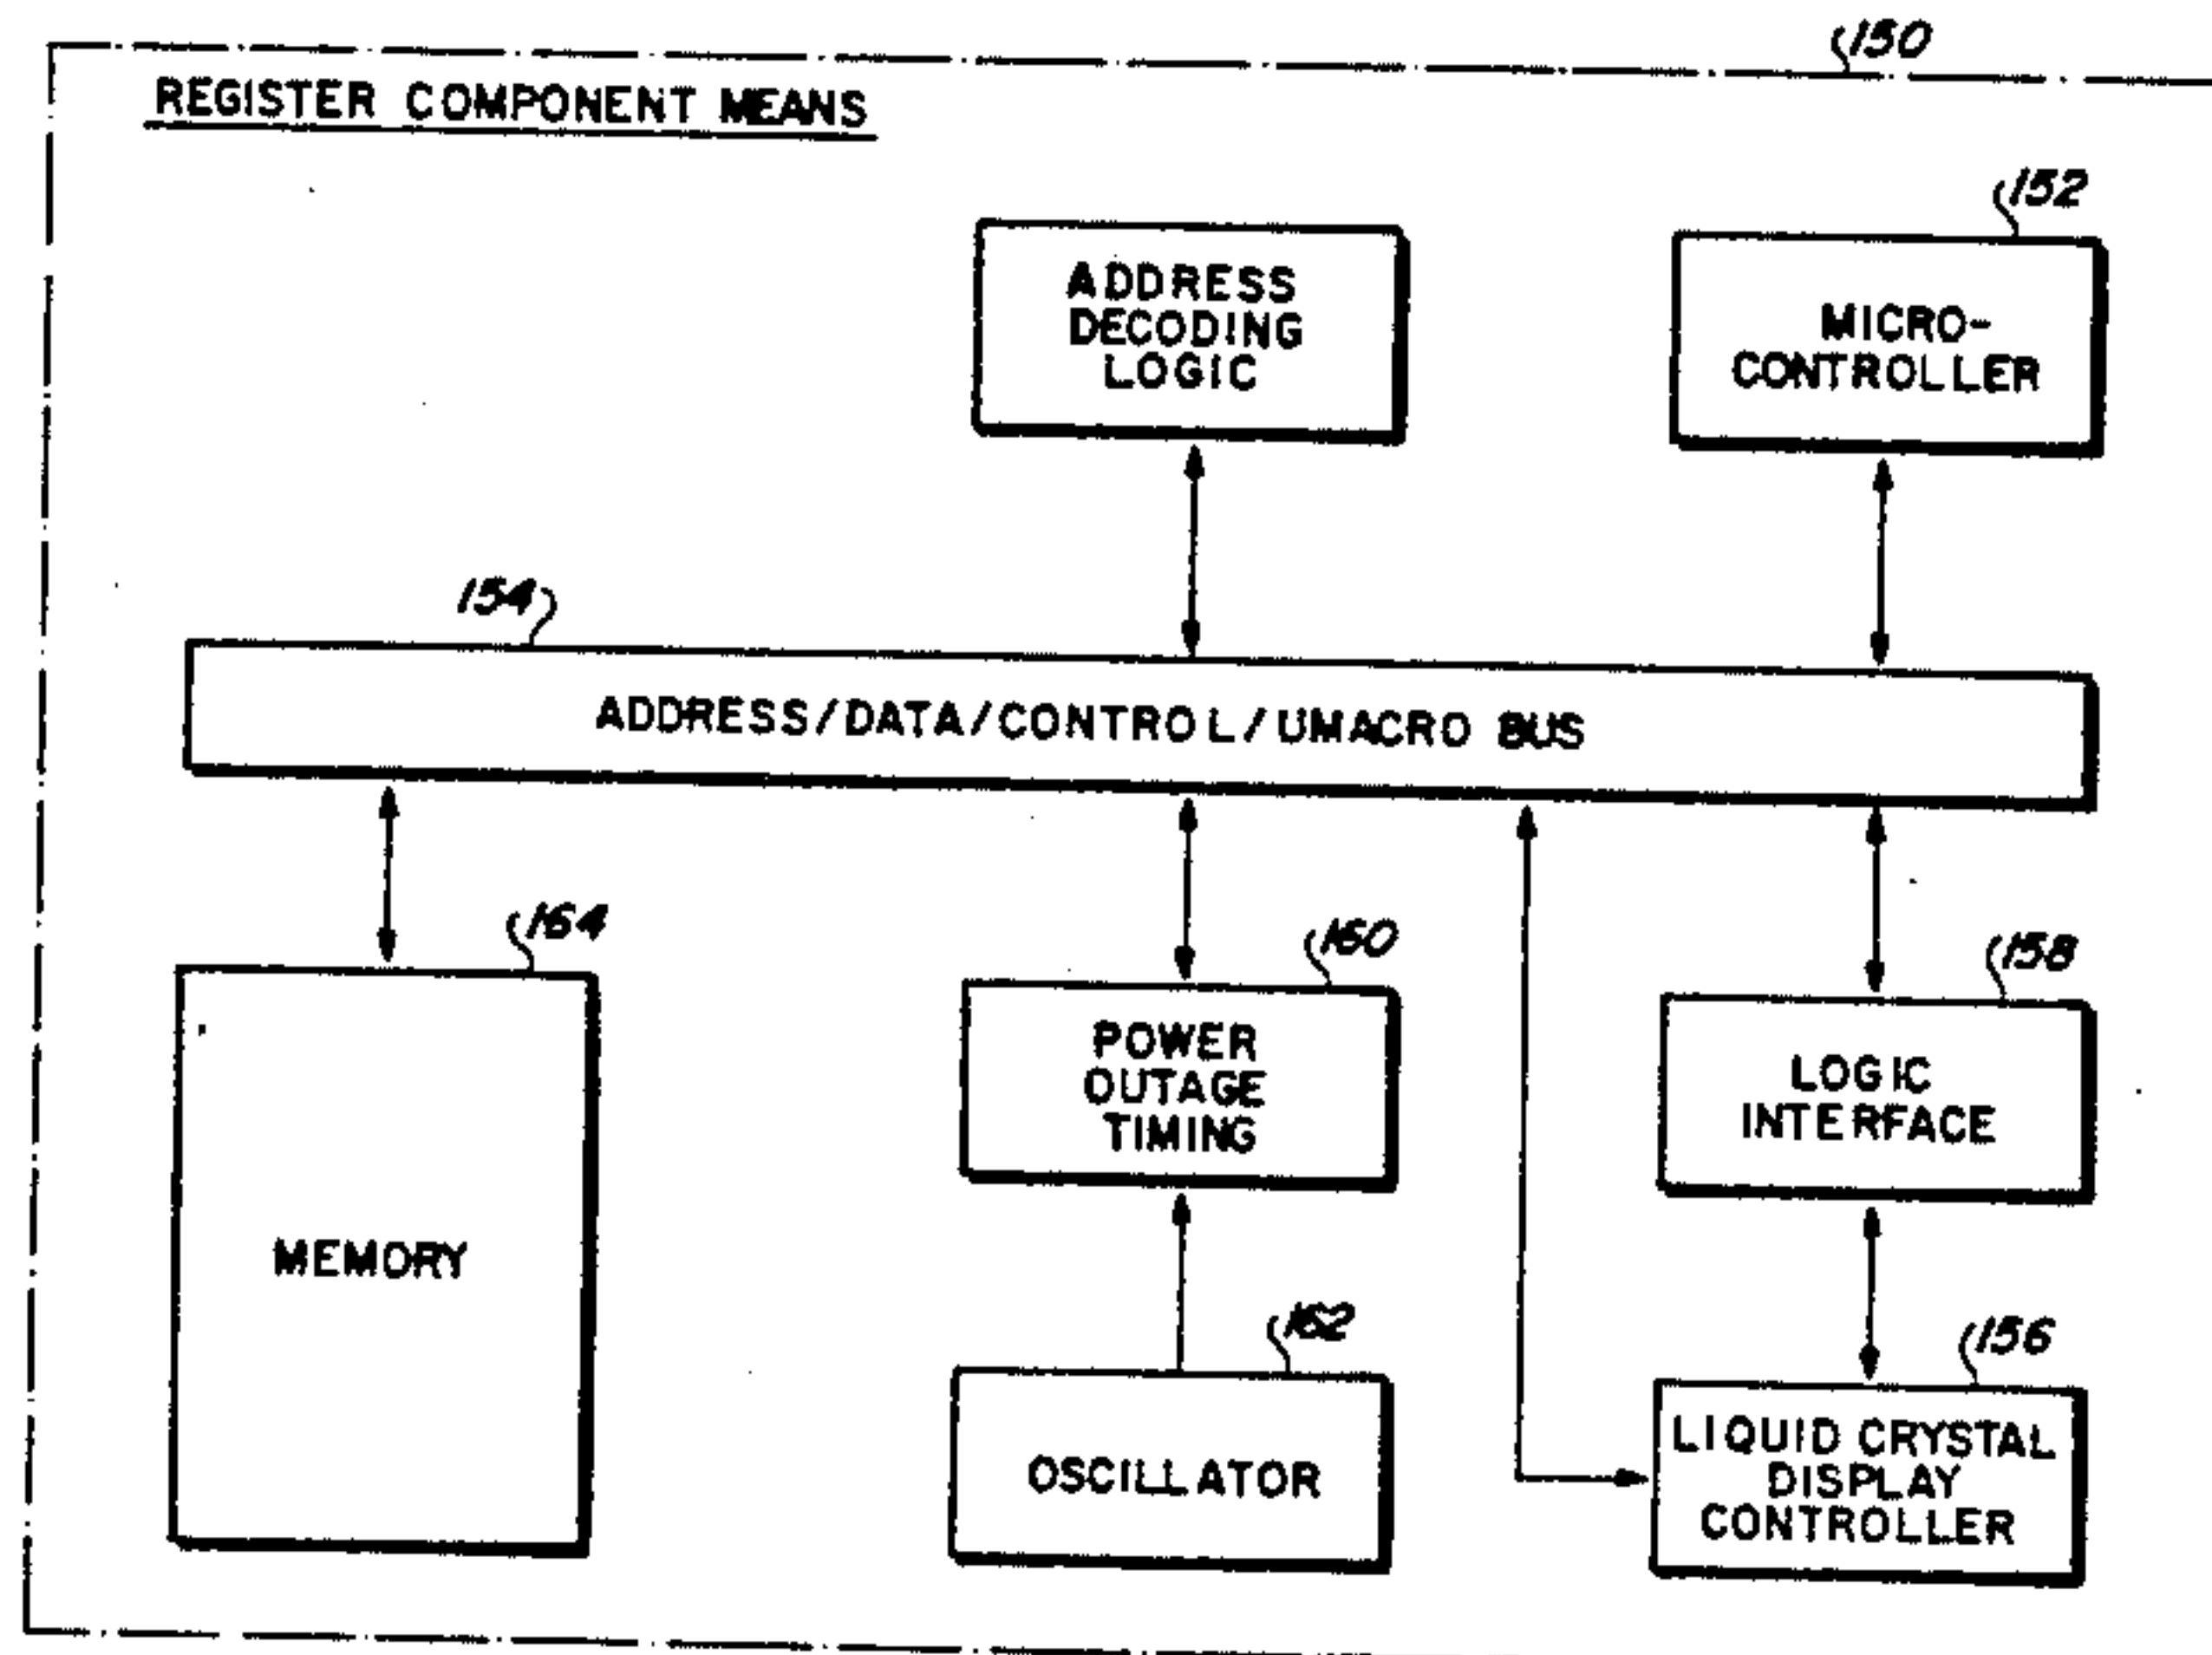 150
REGISTER COMPONENT MEANS
152
ADDRESS
DECODING
LOGIC
MICRO-
CONTROLLER
154
ADDRESS/DATA/CONTROL/UMACRO BUS
164
160
158
POWER
OUTAGE
TIMING
LOGIC
INTERFACE
MEMORY
162
156
OSCILLATOR
LIQUID CRYSTAL
DISPLAY
CONTROLLER